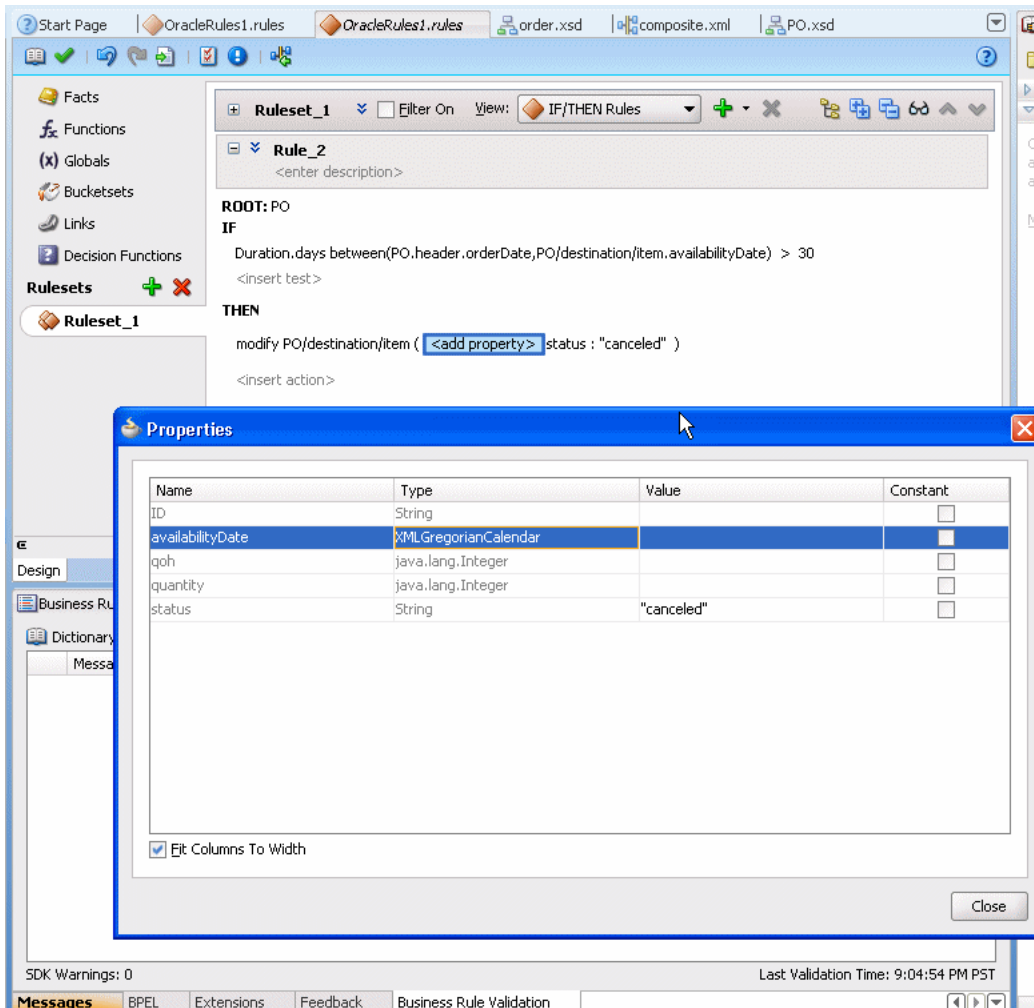 Start Page OracleRules1.rules OracleRules1.rules order.xsd composite.xml PO.xsd
Facts
Functions
(x) Globals
Bucketsets
Links
Decision Functions
Rulesets
Ruleset_1
Ruleset_1 Filter On View: IF/THEN Rules
Rule_2
<enter description>
ROOT: PO
IF
Duration.days between(PO.header.orderDate,PO/destination/item.availabilityDate) > 30
<insert test>
THEN
modify PO/destination/item ( <add property> status : "canceled" )
<insert action>
Properties
Name Type Value Constant
ID String
availabilityDate XMLGregorianCalendar
qoh java.lang.Integer
quantity java.lang.Integer
status String "canceled"
Fit Columns To Width
Close
Design
Business Ru
Dictionary
Messa
SDK Warnings: 0 Last Validation Time: 9:04:54 PM PST
Messages BPEL Extensions Feedback Business Rule Validation